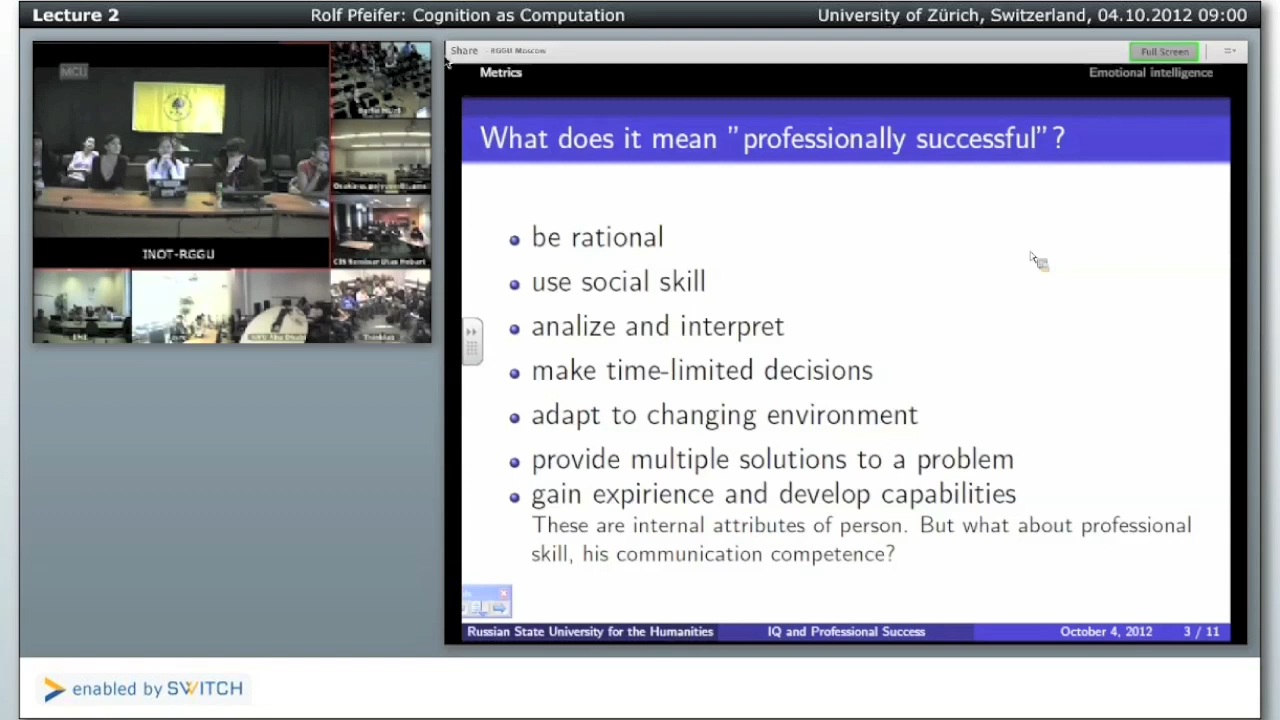 Lecture 2
Rolf Pfeifer: Cognition as Computation
University of Zürich, Switzerland, 04.10.2012 09:00
MCU
INOT-RGGU
Share
RGGU Moscow
Full Screen
Metrics
Emotional intelligence
What does it mean "professionally successful"?
be rational
use social skill
analize and interpret
make time-limited decisions
adapt to changing environment
provide multiple solutions to a problem
gain expirience and develop capabilities
These are internal attributes of person. But what about professional
skill, his communication competence?
Russian State University for the Humanities
IQ and Professional Success
October 4, 2012
3 / 11
enabled by SWITCH